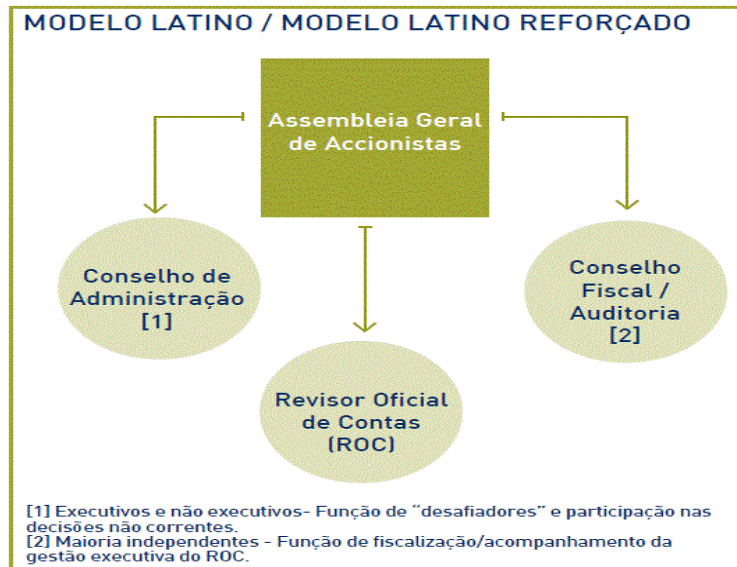 MODELO LATINO / MODELO LATINO REFORÇADO
Assembleia Geral
de Accionistas
Conselho de
Administração
[1]
Conselho
Fiscal /
Auditoria
[2]
Revisor Oficial
de Contas
(ROC)
[1] Executivos e não executivos- Função de “desafiadores” e participação nas
decisões não correntes.
[2] Maioria independentes - Função de fiscalização/acompanhamento da
gestão executiva do ROC.